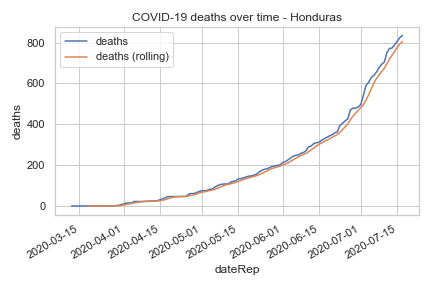 COVID-19 deaths over time - Honduras
deaths
deaths (rolling)
800
600
400
200
0
deaths
2020-03-15
2020-04-01
2020-04-15
2020-05-01
2020-05-15
2020-06-01
2020-06-15
2020-07-01
2020-07-15
dateRep